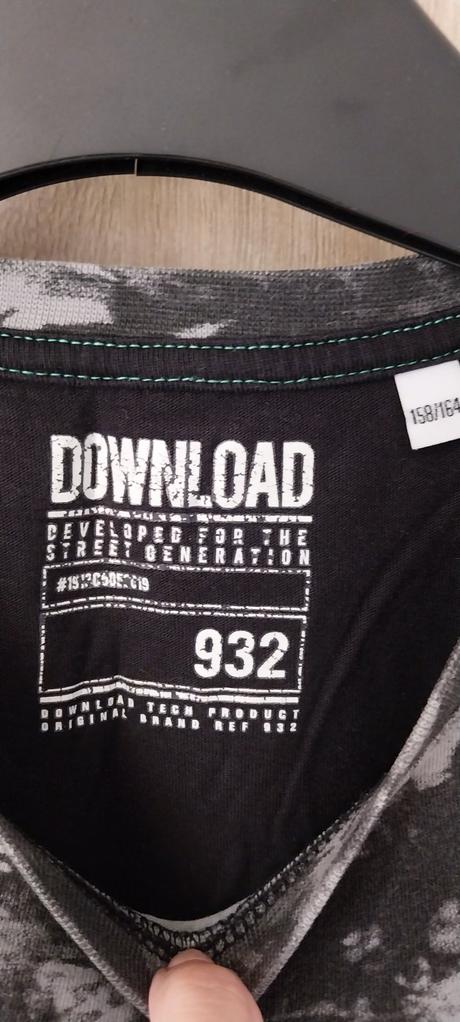 158/164
DOWNLOAD
DEVELOPED FOR THE
STREET GENERATION
932
DOWNLOAD TECH PRODUCT
ORIGINAL BRAND REF 932